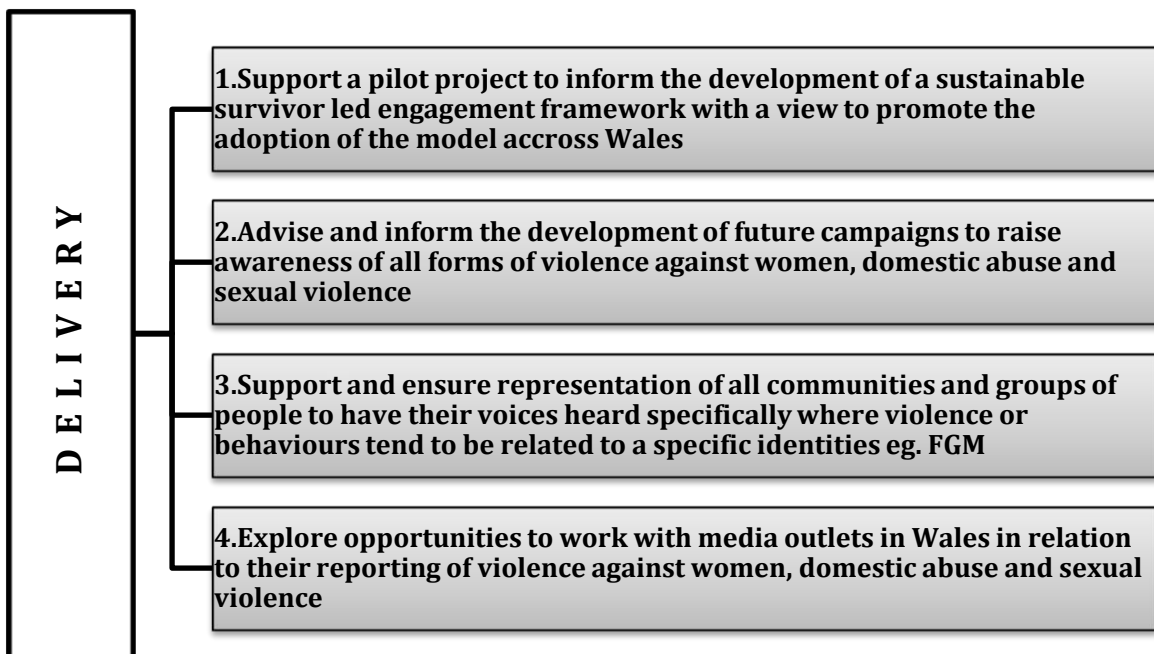 D E L I V E R Y
1.Support a pilot project to inform the development of a sustainable
survivor led engagement framework with a view to promote the
adoption of the model accross Wales
2.Advise and inform the development of future campaigns to raise
awareness of all forms of violence against women, domestic abuse and
sexual violence
3.Support and ensure representation of all communities and groups of
people to have their voices heard specifically where violence or
behaviours tend to be related to a specific identities eg. FGM
4.Explore opportunities to work with media outlets in Wales in relation
to their reporting of violence against women, domestic abuse and sexual
violence